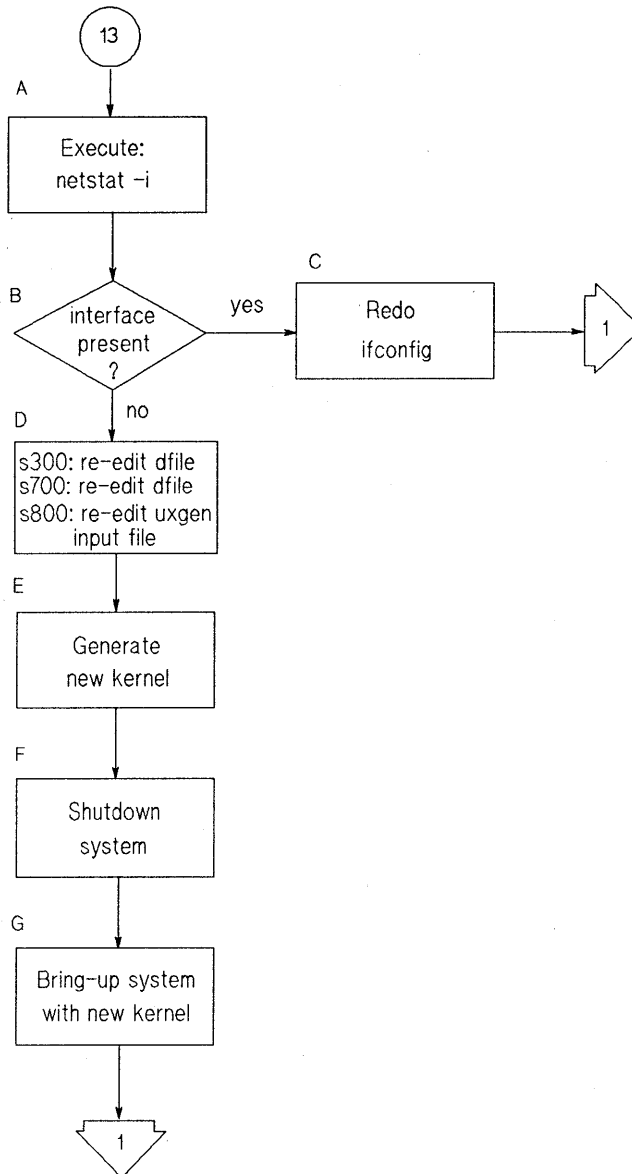 13
A
Execute:
netstat -i
B
interface
present
?
yes
C
Redo
ifconfig
1
no
D
s300: re-edit dfile
s700: re-edit dfile
s800: re-edit uxgen
input file
E
Generate
new kernel
F
Shutdown
system
G
Bring-up system
with new kernel
1